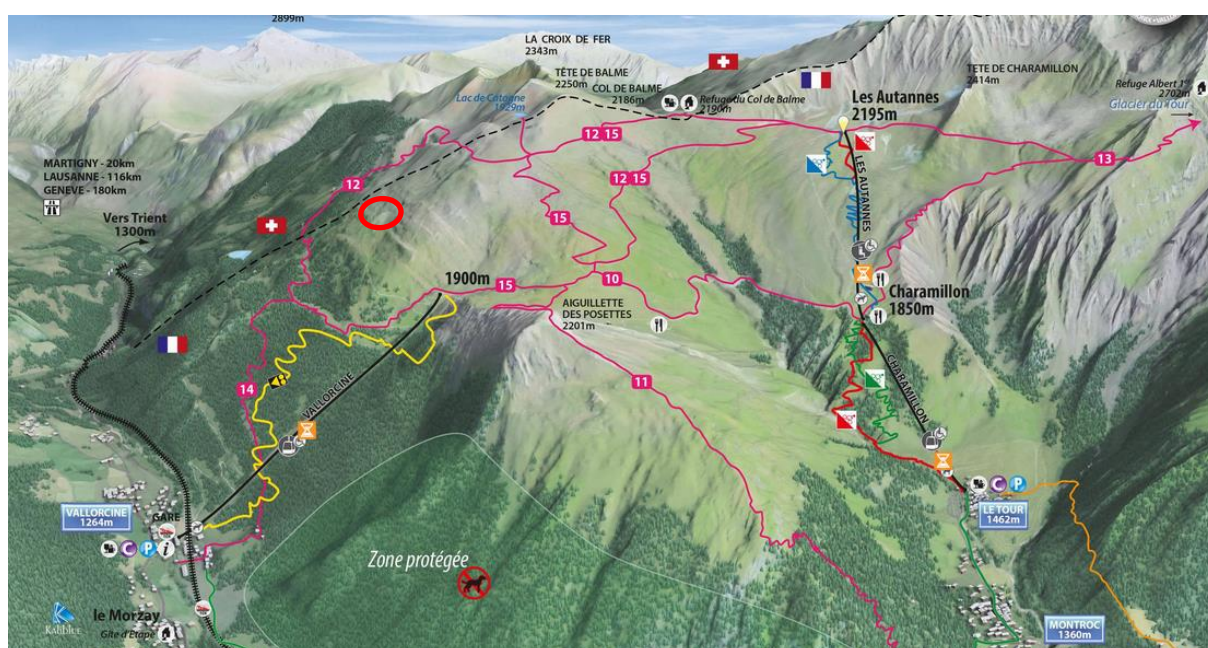 2899m
LA CROIX DE FER
2343m
TÊTE DE BALME
2250m
COL DE BALME
2186m
Refuge du Col de Balme
2190m
Lac de Catogne
1929m
TETE DE CHARAMILLON
2414m
Refuge Albert 1er
2702m
Glacier du Tour
Les Autannes
2195m
12 15
13
12
12 15
MARTIGNY - 20km
LAUSANNE - 116km
GENEVE - 180km
Vers Trient
1300m
15
LES AUTANNES
1900m
15
10
Charamillon
1850m
AIGUILLETTE
DES POSETTES
2201m
14
11
VALLORCINE
CHARAMILLON
VALLORCINE
1264m
GARE
C P i
C P
LE TOUR
1462m
Zone protégée
le Morzay
Gîte d'Etape
KALIBLUE
MONTROC
1360m